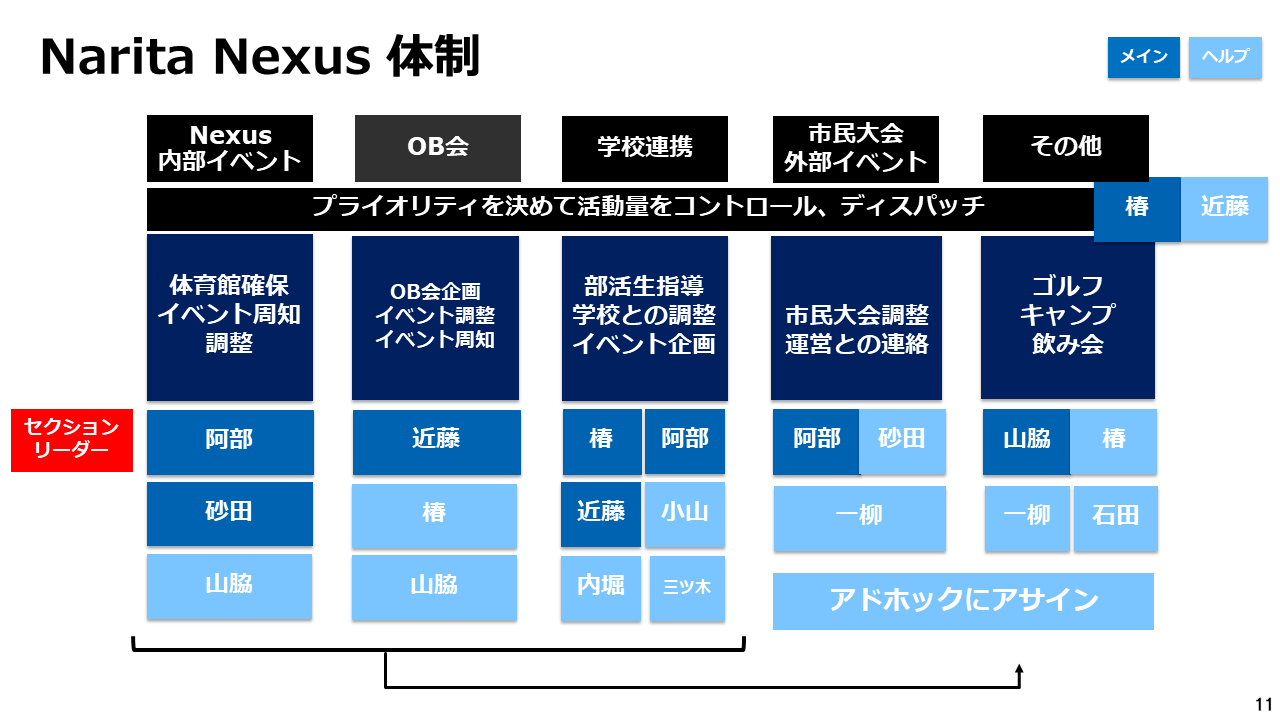 Narita Nexus 体制
メイン
ヘルプ
Nexus
内部イベント
OB会
学校連携
市民大会
外部イベント
その他
プライオリティを決めて活動量をコントロール、ディスパッチ
椿
近藤
体育館確保
イベント周知
調整
OB会企画
イベント調整
イベント周知
部活生指導
学校との調整
イベント企画
市民大会調整
運営との連絡
ゴルフ
キャンプ
飲み会
セクション
リーダー
阿部
近藤
椿
阿部
阿部
砂田
山脇
椿
砂田
椿
近藤
小山
一柳
一柳
石田
山脇
山脇
内堀
三ツ木
アドホックにアサイン
11